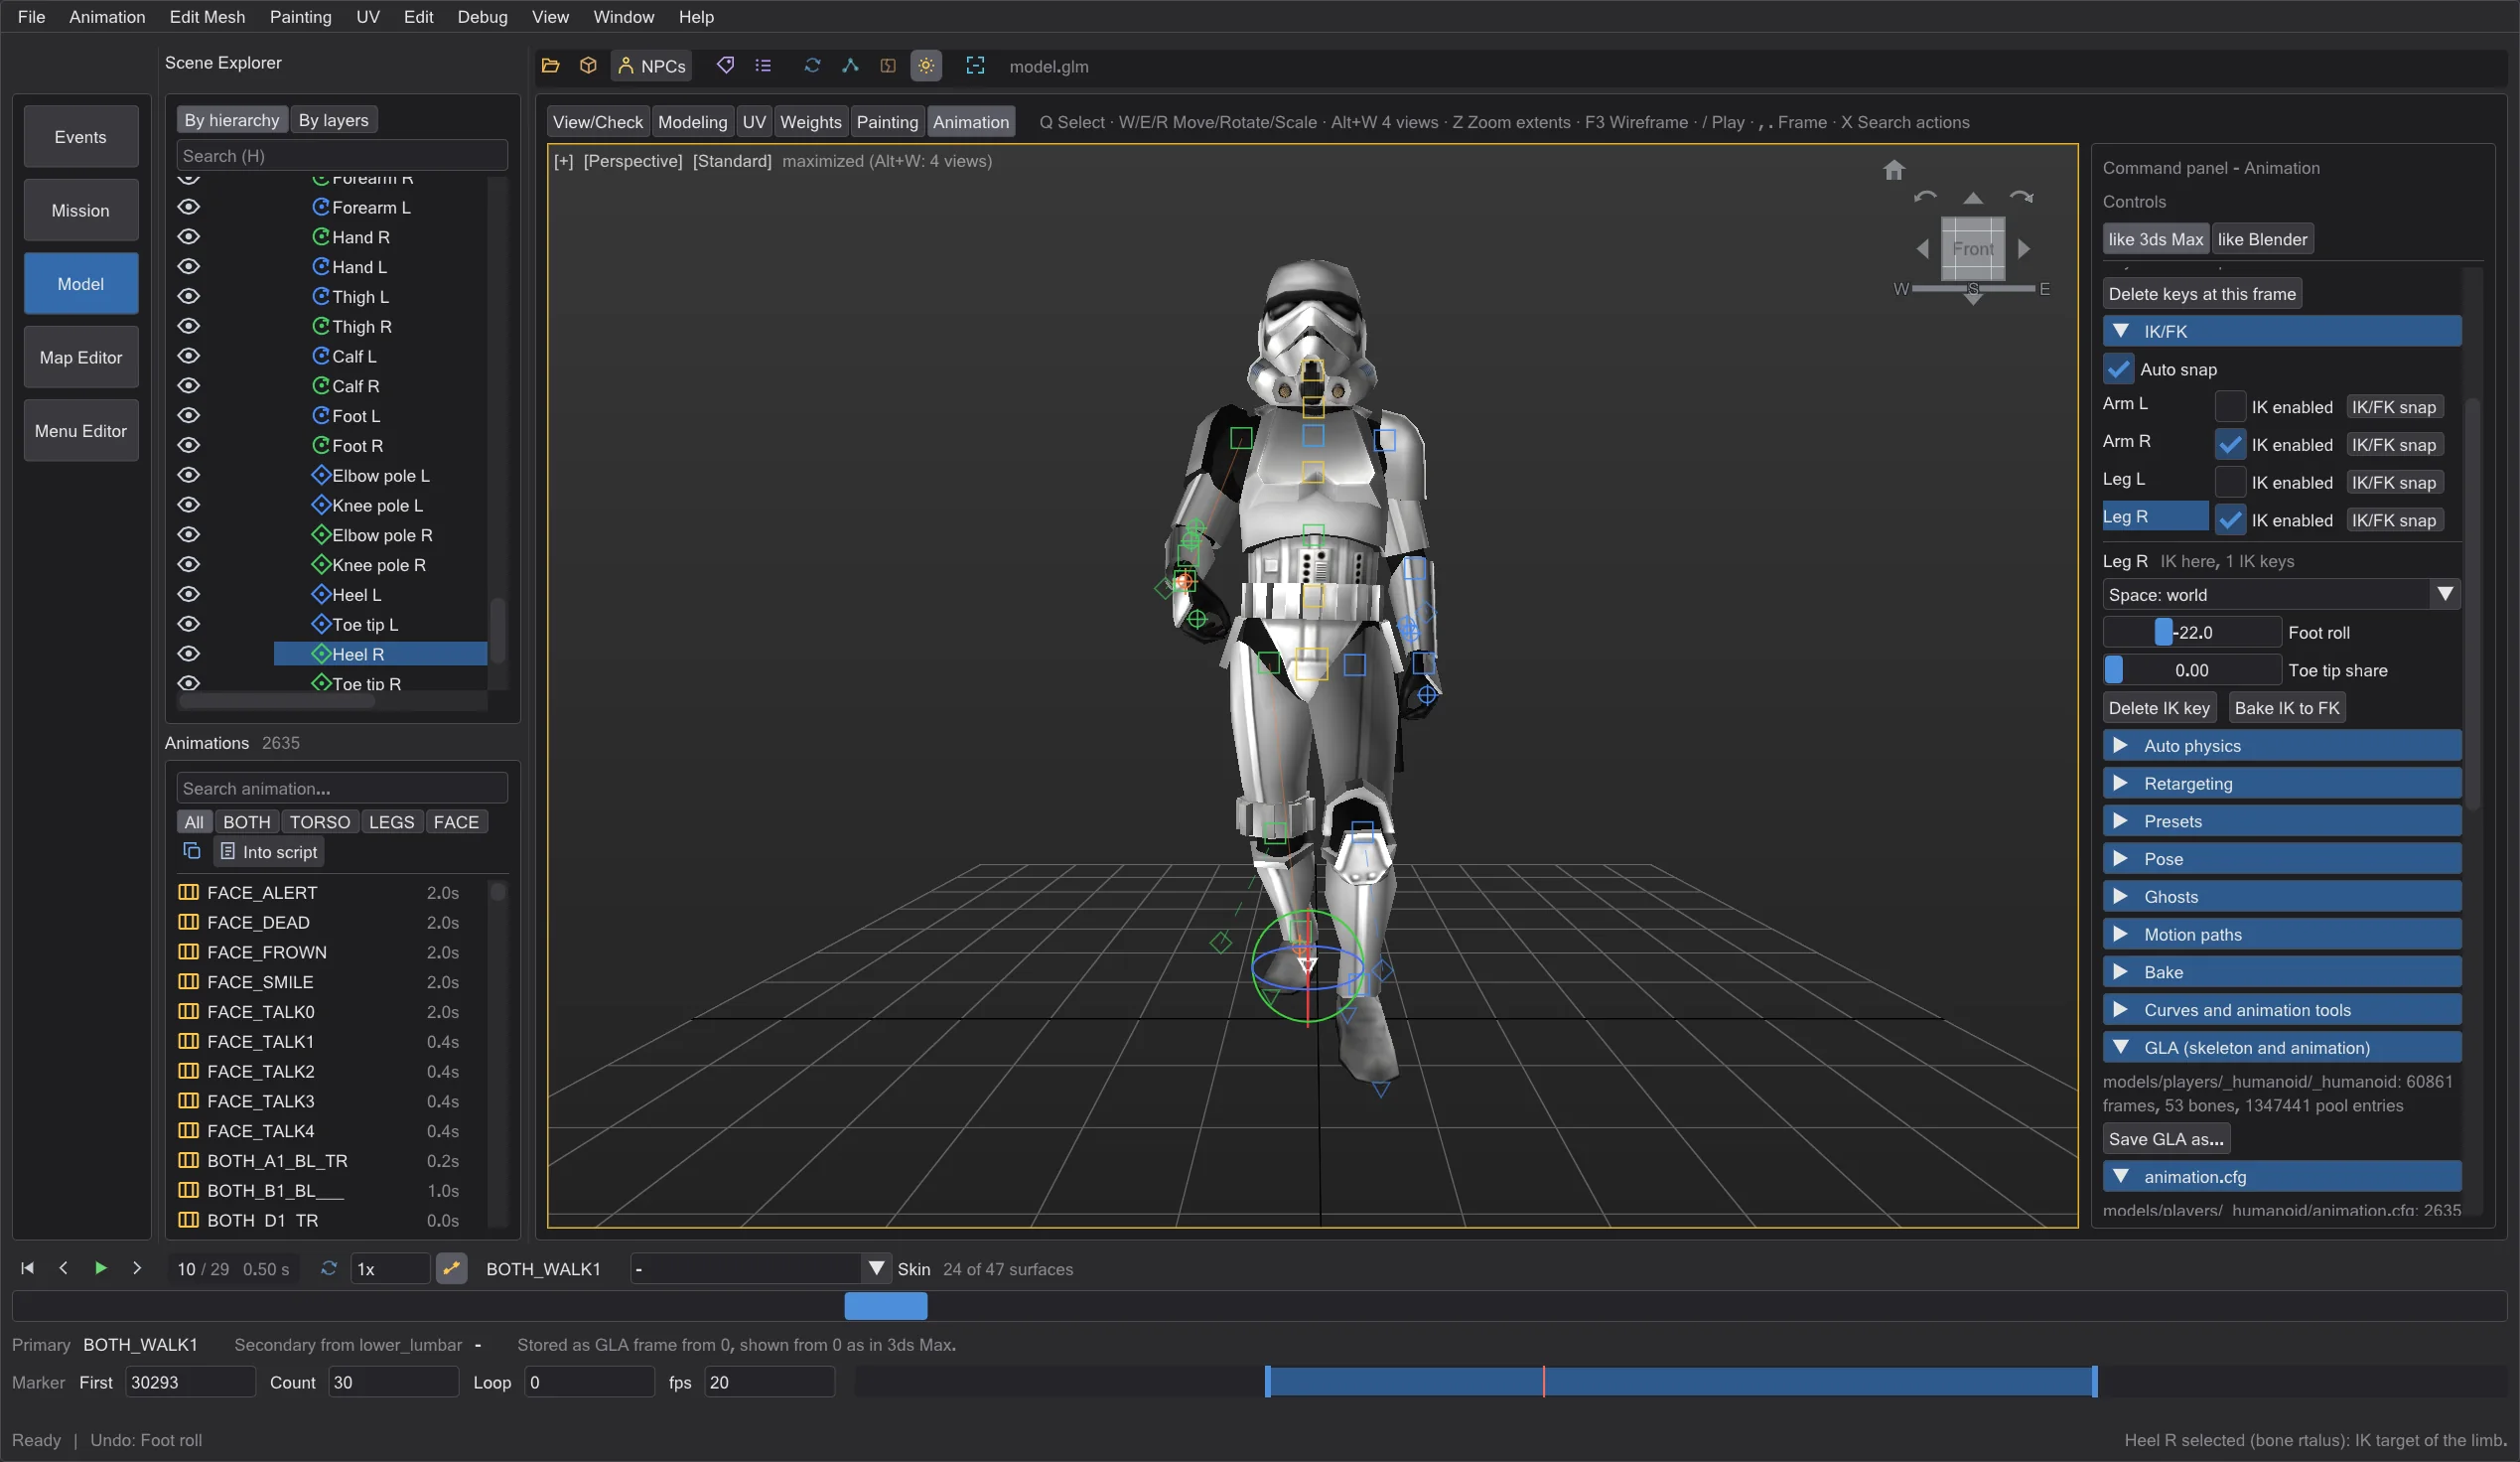 File Animation Edit Mesh Painting UV Edit Debug View Window Help
Scene Explorer
NPCs model.glm
Events
Mission
Model
Map Editor
Menu Editor
By hierarchy By layers
Search (H)
Forearm R
Forearm L
Hand R
Hand L
Thigh L
Thigh R
Calf L
Calf R
Foot L
Foot R
Elbow pole L
Knee pole L
Elbow pole R
Knee pole R
Heel L
Toe tip L
Heel R
Toe tip R
Animations 2635
Search animation...
All BOTH TORSO LEGS FACE
Into script
FACE_ALERT 2.0s
FACE_DEAD 2.0s
FACE_FROWN 2.0s
FACE_SMILE 2.0s
FACE_TALK0 2.0s
FACE_TALK1 0.4s
FACE_TALK2 0.4s
FACE_TALK3 0.4s
FACE_TALK4 0.4s
BOTH_A1_BL_TR 0.2s
BOTH_B1_BL___ 1.0s
BOTH_D1_TR 0.0s
View/Check Modeling UV Weights Painting Animation Q Select · W/E/R Move/Rotate/Scale · Alt+W 4 views · Z Zoom extents · F3 Wireframe · / Play · , . Frame · X Search actions
[+] [Perspective] [Standard] maximized (Alt+W: 4 views)
Front
W S E
Command panel - Animation
Controls
like 3ds Max like Blender
Delete keys at this frame
IK/FK
Auto snap
Arm L IK enabled IK/FK snap
Arm R IK enabled IK/FK snap
Leg L IK enabled IK/FK snap
Leg R IK enabled IK/FK snap
Leg R IK here, 1 IK keys
Space: world
-22.0 Foot roll
0.00 Toe tip share
Delete IK key Bake IK to FK
Auto physics
Retargeting
Presets
Pose
Ghosts
Motion paths
Bake
Curves and animation tools
GLA (skeleton and animation)
models/players/_humanoid/_humanoid: 60861
frames, 53 bones, 1347441 pool entries
Save GLA as...
animation.cfg
models/players/_humanoid/animation.cfg: 2635
10 / 29 0.50 s 1x BOTH_WALK1 - Skin 24 of 47 surfaces
Primary BOTH_WALK1 Secondary from lower_lumbar - Stored as GLA frame from 0, shown from 0 as in 3ds Max.
Marker First 30293 Count 30 Loop 0 fps 20
Ready | Undo: Foot roll
Heel R selected (bone rtalus): IK target of the limb.